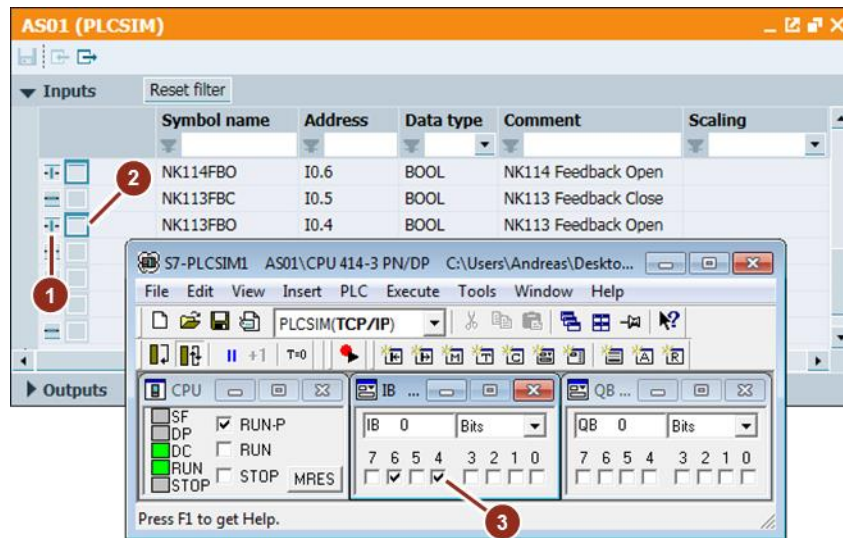 AS01 (PLCSIM)
Inputs Reset filter
Symbol name Address Data type Comment Scaling
NK114FBO I0.6 BOOL NK114 Feedback Open
NK113FBC I0.5 BOOL NK113 Feedback Close
NK113FBO I0.4 BOOL NK113 Feedback Open
2
1
Outputs
S7-PLCSIM1 AS01\CPU 414-3 PN/DP C:\Users\Andreas\Deskto...
File Edit View Insert PLC Execute Tools Window Help
PLCSIM(TCP/IP)
+1 T=0
CPU
SF
DP
DC
RUN
STOP
RUN-P
RUN
STOP MRES
IB ...
IB 0 Bits
7 6 5 4 3 2 1 0
QB ...
QB 0 Bits
7 6 5 4 3 2 1 0
Press F1 to get Help.
3